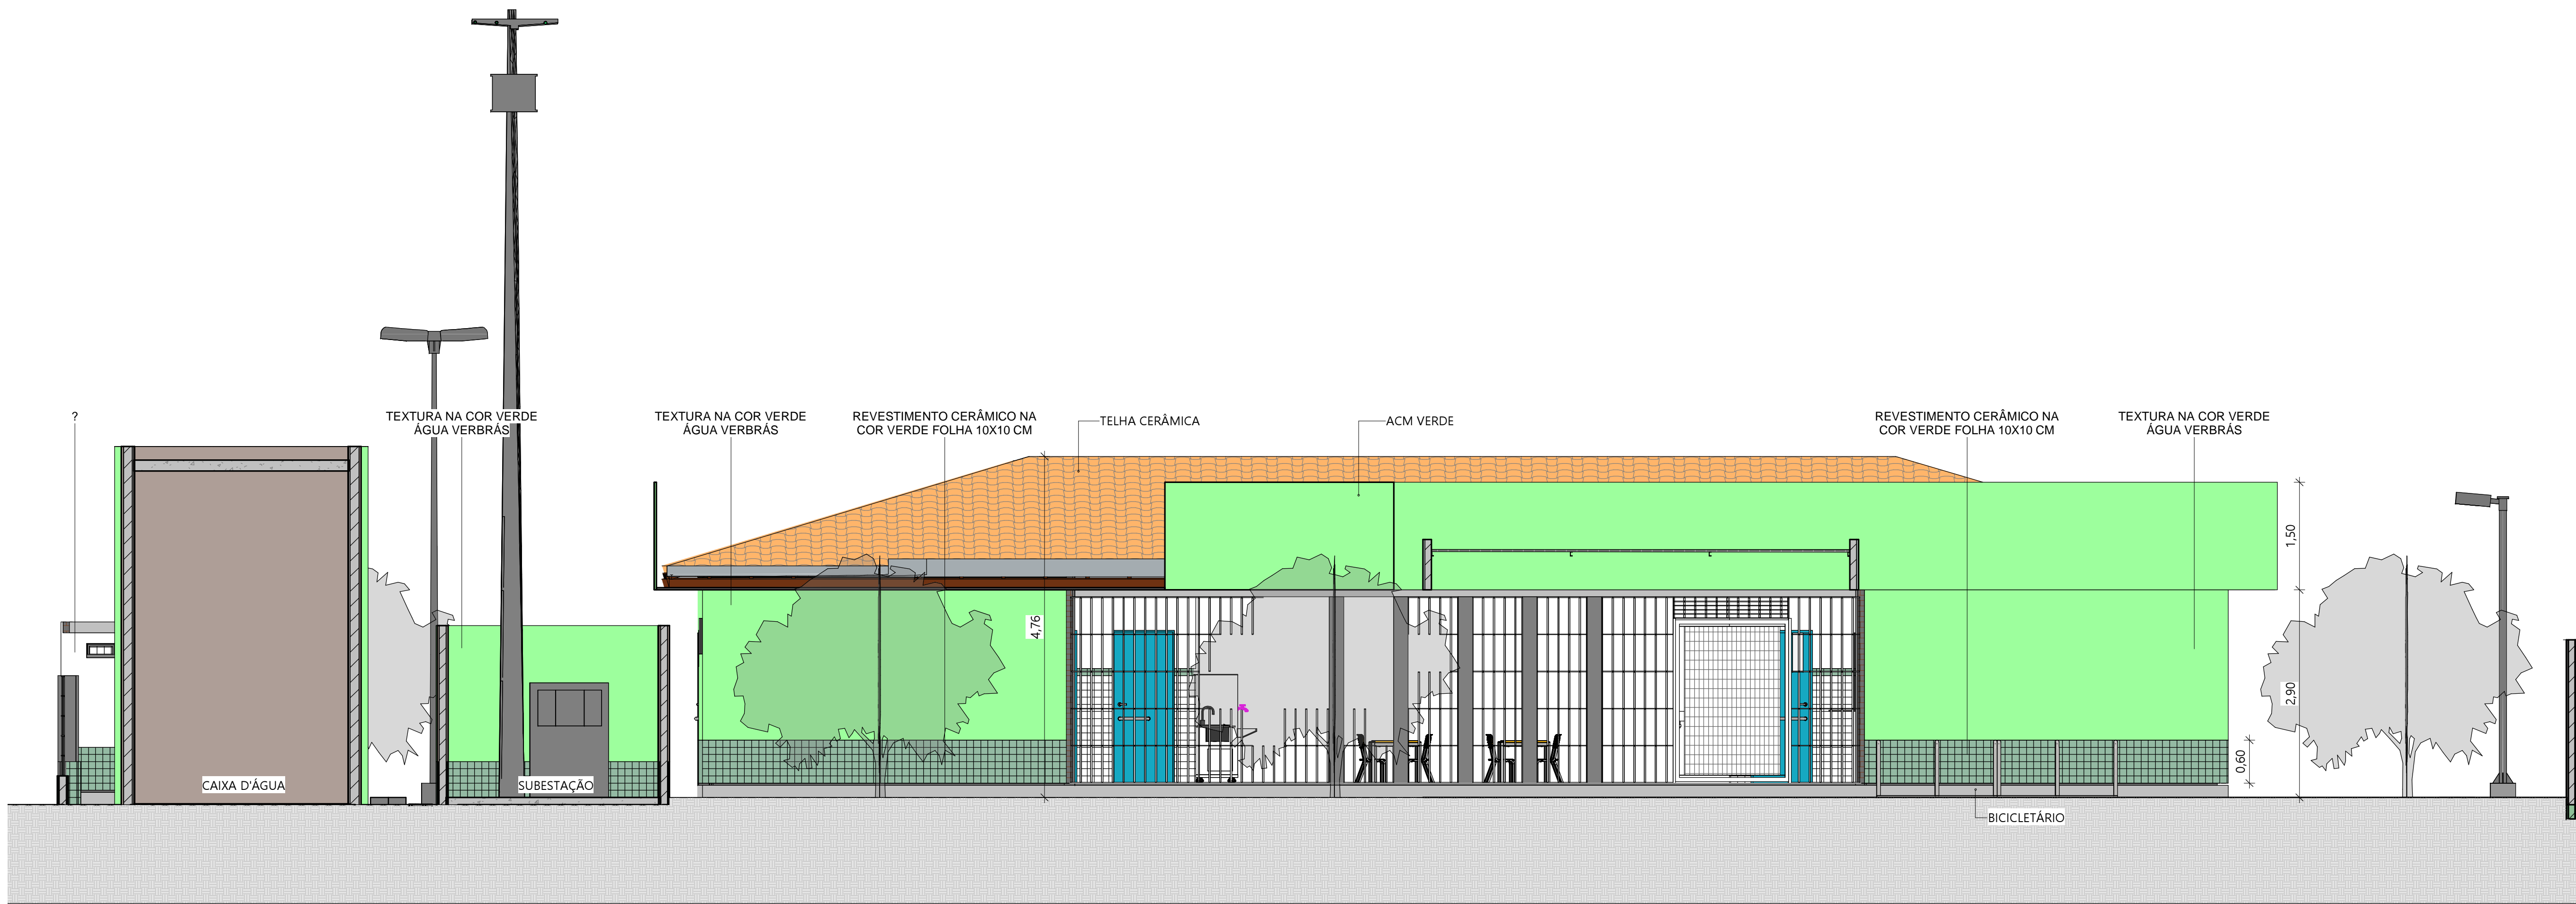 ?
TEXTURA NA COR VERDE
ÁGUA VERBRÁS
TEXTURA NA COR VERDE
ÁGUA VERBRÁS
REVESTIMENTO CERÂMICO NA
COR VERDE FOLHA 10X10 CM
TELHA CERÂMICA
ACM VERDE
REVESTIMENTO CERÂMICO NA
COR VERDE FOLHA 10X10 CM
TEXTURA NA COR VERDE
ÁGUA VERBRÁS
1,50
4,76
2,90
0,60
CAIXA D'ÁGUA
SUBESTAÇÃO
BICICLETÁRIO